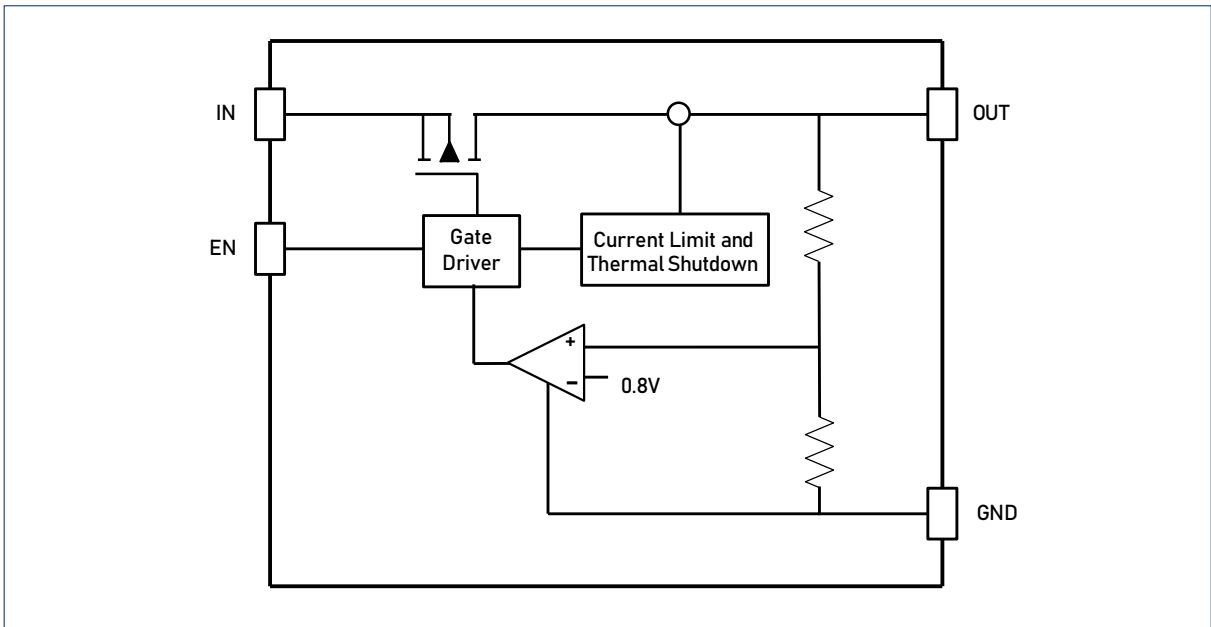 IN
OUT
EN
Gate
Driver
Current Limit and
Thermal Shutdown
+
−
0.8V
GND